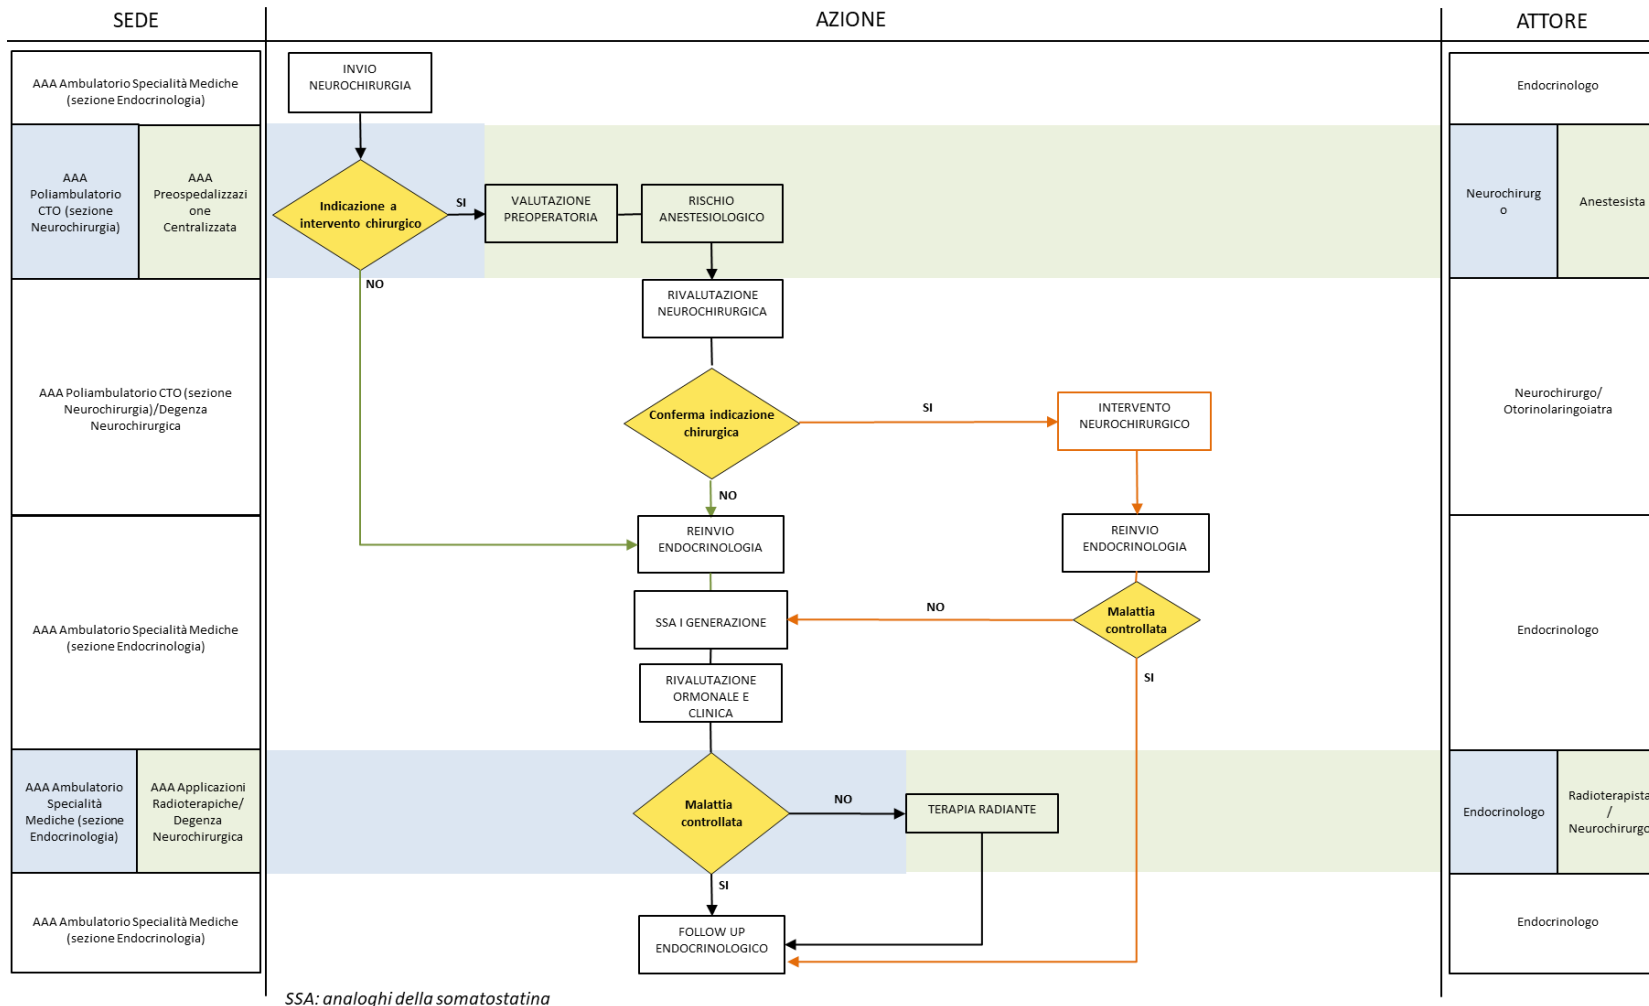 SEDE
AZIONE
ATTORE
AAA Ambulatorio Specialità Mediche
(sezione Endocrinologia)
INVIO
NEUROCHIRURGIA
Endocrinologo
AAA
Poliambulatorio
CTO (sezione
Neurochirurgia)
AAA
Preospedalizzazi
one
Centralizzata
Indicazione a
intervento chirurgico
SI
VALUTAZIONE
PREOPERATORIA
RISCHIO
ANESTESIOLOGICO
Neurochirurg
o
Anestesista
NO
RIVALUTAZIONE
NEUROCHIRURGICA
AAA Poliambulatorio CTO (sezione
Neurochirurgia)/Degenza
Neurochirurgica
Conferma indicazione
chirurgica
SI
INTERVENTO
NEUROCHIRURGICO
Neurochirurgo/
Otorinolaringoiatra
NO
REINVIO
ENDOCRINOLOGIA
REINVIO
ENDOCRINOLOGIA
AAA Ambulatorio Specialità Mediche
(sezione Endocrinologia)
SSA I GENERAZIONE
NO
Malattia
controllata
Endocrinologo
SI
RIVALUTAZIONE
ORMONALE E
CLINICA
AAA Ambulatorio
Specialità
Mediche (sezione
Endocrinologia)
AAA Applicazioni
Radioterapiche/
Degenza
Neurochirurgica
Malattia
controllata
NO
TERAPIA RADIANTE
Endocrinologo
Radioterapista
/
Neurochirurgo
SI
AAA Ambulatorio Specialità Mediche
(sezione Endocrinologia)
FOLLOW UP
ENDOCRINOLOGICO
Endocrinologo
SSA: analoghi della somatostatina